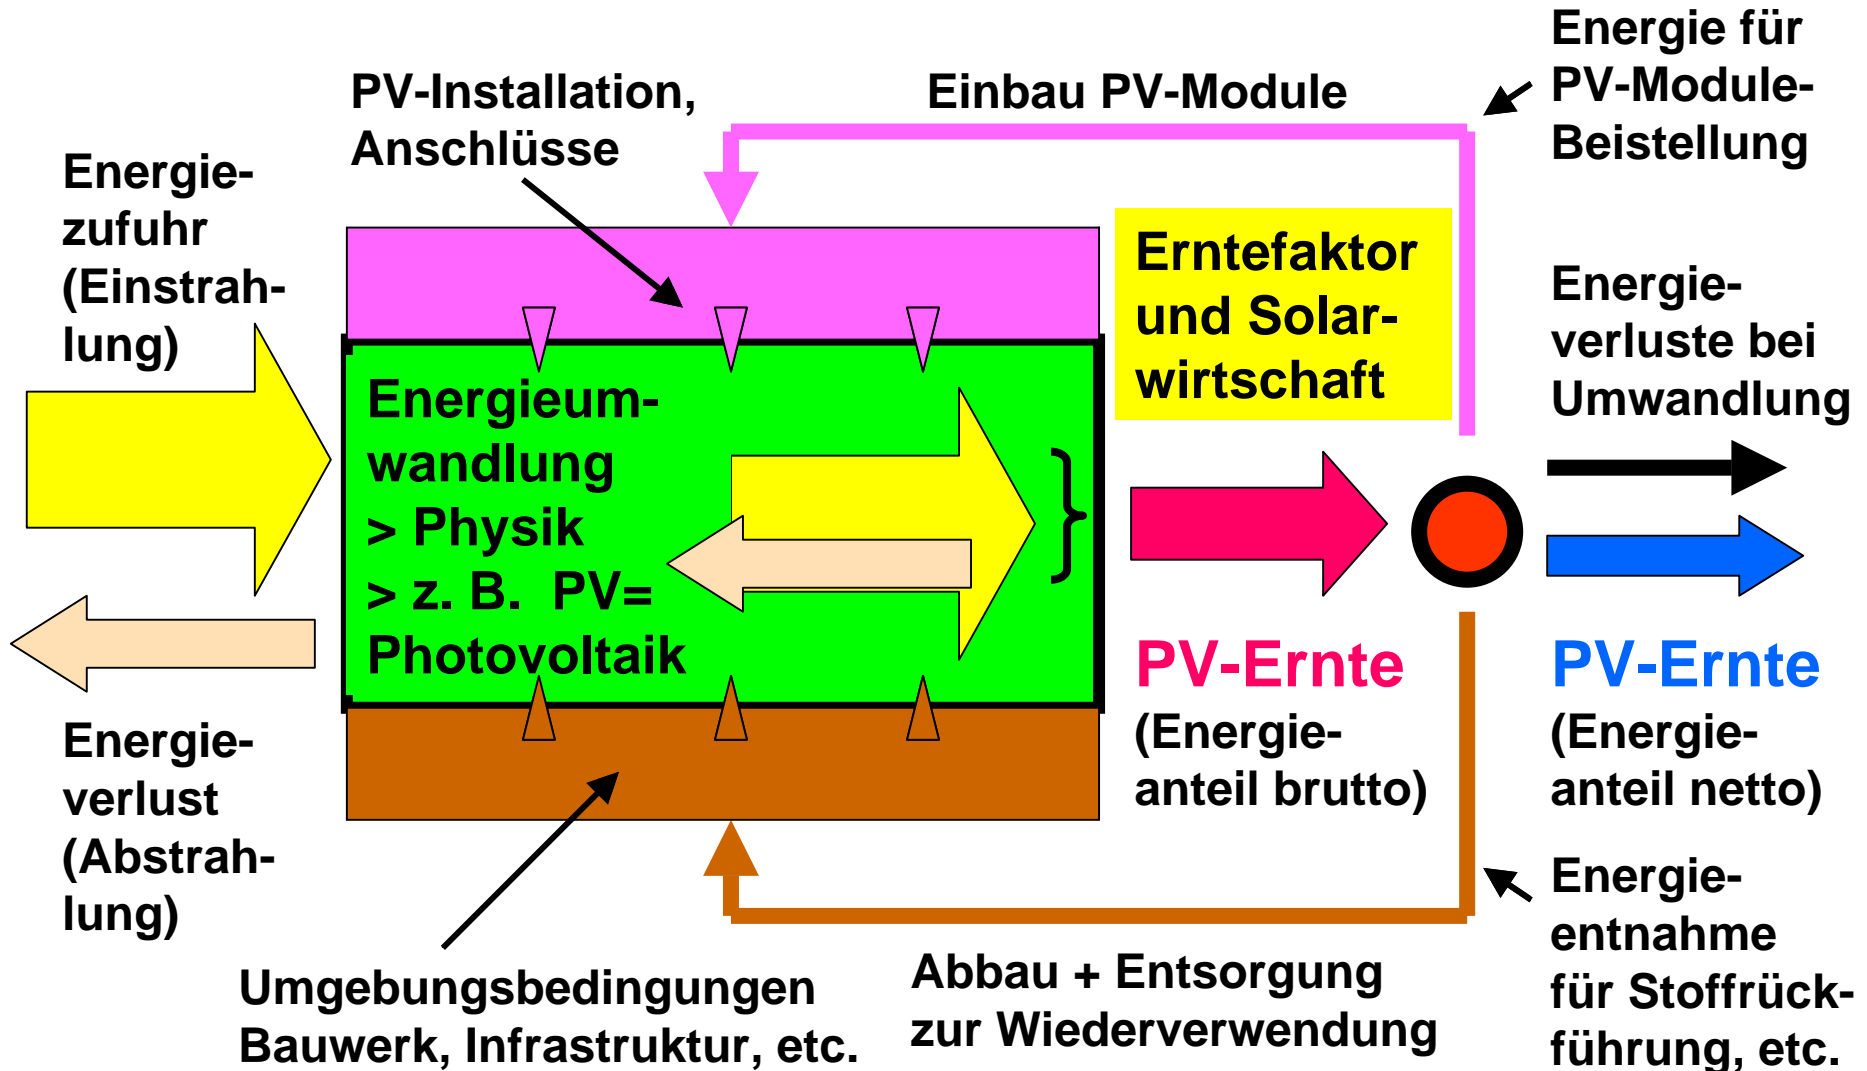 Energie für
PV-Module-
Beistellung
PV-Installation,
Anschlüsse
Einbau PV-Module
Energie-
zufuhr
(Einstrah-
lung)
Erntefaktor
und Solar-
wirtschaft
Energie-
verluste bei
Umwandlung
Energieum-
wandlung
> Physik
> z. B.  PV=
Photovoltaik
}
PV-Ernte
(Energie-
anteil brutto)
PV-Ernte
(Energie-
anteil netto)
Energie-
verlust
(Abstrah-
lung)
Umgebungsbedingungen
Bauwerk, Infrastruktur, etc.
Abbau + Entsorgung
zur Wiederverwendung
Energie-
entnahme
für Stoffrück-
führung, etc.